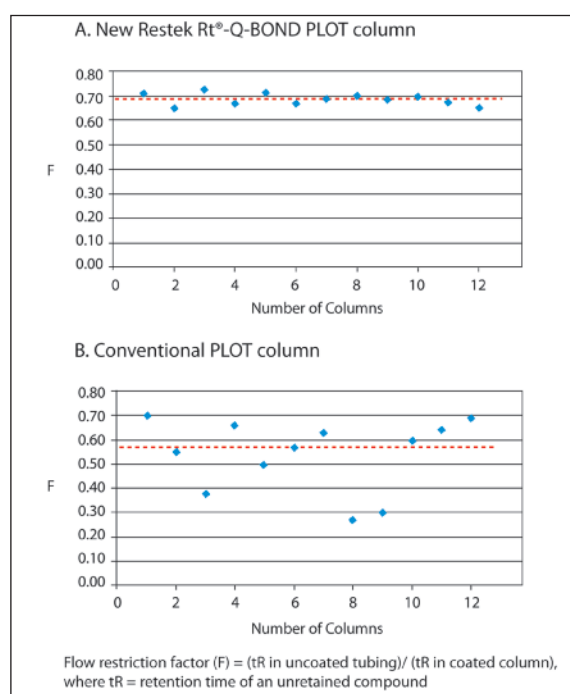 A. New Restek Rt®-Q-BOND PLOT column
0.80
0.70
0.60
0.50
F
0.40
0.30
0.20
0.10
0.00
0 2 4 6 8 10 12
Number of Columns
B. Conventional PLOT column
0.80
0.70
0.60
0.50
F
0.40
0.30
0.20
0.10
0.00
0 2 4 6 8 10 12
Number of Columns
Flow restriction factor (F) = (tR in uncoated tubing)/ (tR in coated column),
where tR = retention time of an unretained compound